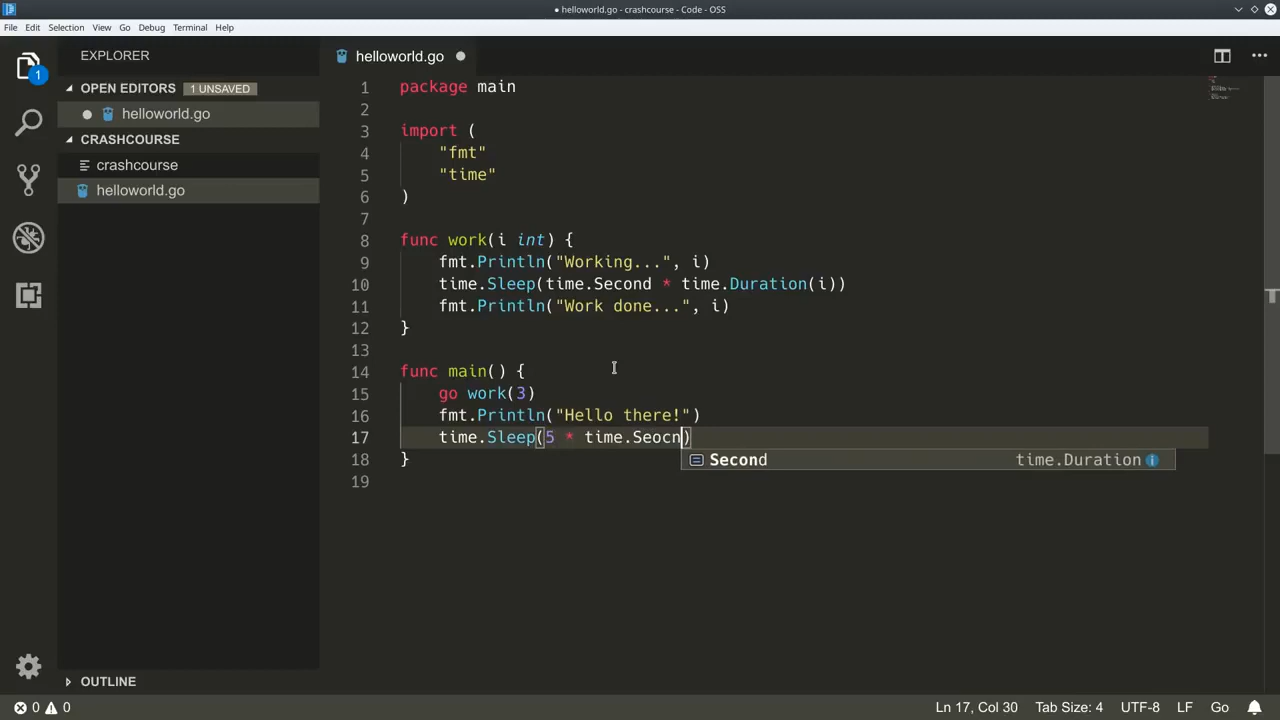 ● helloworld.go - crashcourse - Code - OSS
File Edit Selection View Go Debug Terminal Help
EXPLORER
OPEN EDITORS 1 UNSAVED
helloworld.go
CRASHCOURSE
crashcourse
helloworld.go
OUTLINE
1
helloworld.go
1 package main
2
3 import (
4 "fmt"
5 "time"
6 )
7
8 func work(i int) {
9 fmt.Println("Working...", i)
10 time.Sleep(time.Second * time.Duration(i))
11 fmt.Println("Work done...", i)
12 }
13
14 func main() {
15 go work(3)
16 fmt.Println("Hello there!")
17 time.Sleep(5 * time.Seocn)
Second time.Duration
18 }
19
0 0 Ln 17, Col 30 Tab Size: 4 UTF-8 LF Go